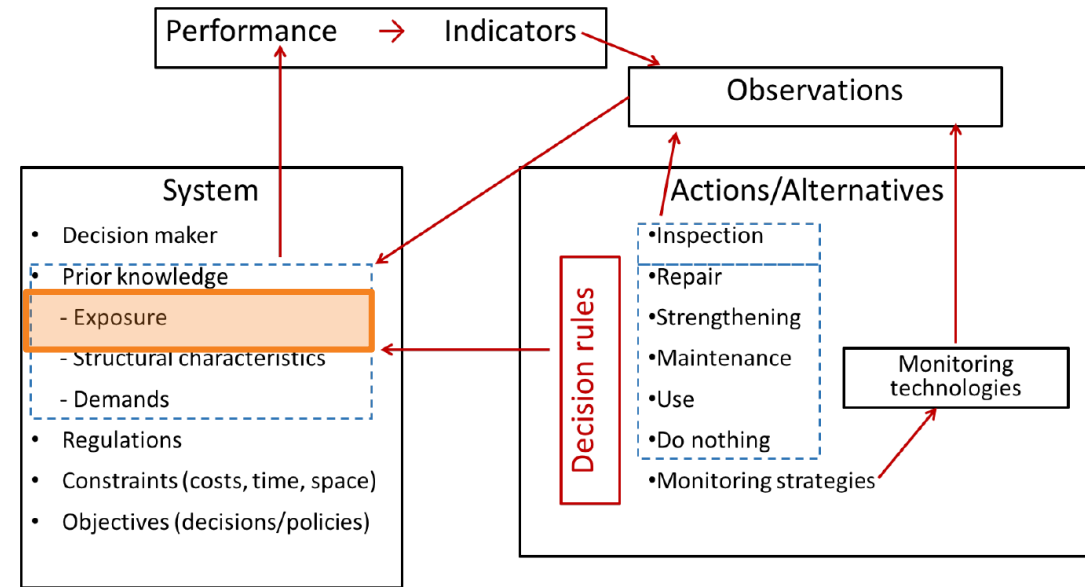 Performance → Indicators
Observations
System
• Decision maker
• Prior knowledge
- Exposure
- Structural characteristics
- Demands
• Regulations
• Constraints (costs, time, space)
• Objectives (decisions/policies)
Actions/Alternatives
Decision rules
•Inspection
•Repair
•Strengthening
•Maintenance
•Use
•Do nothing
•Monitoring strategies
Monitoring
technologies